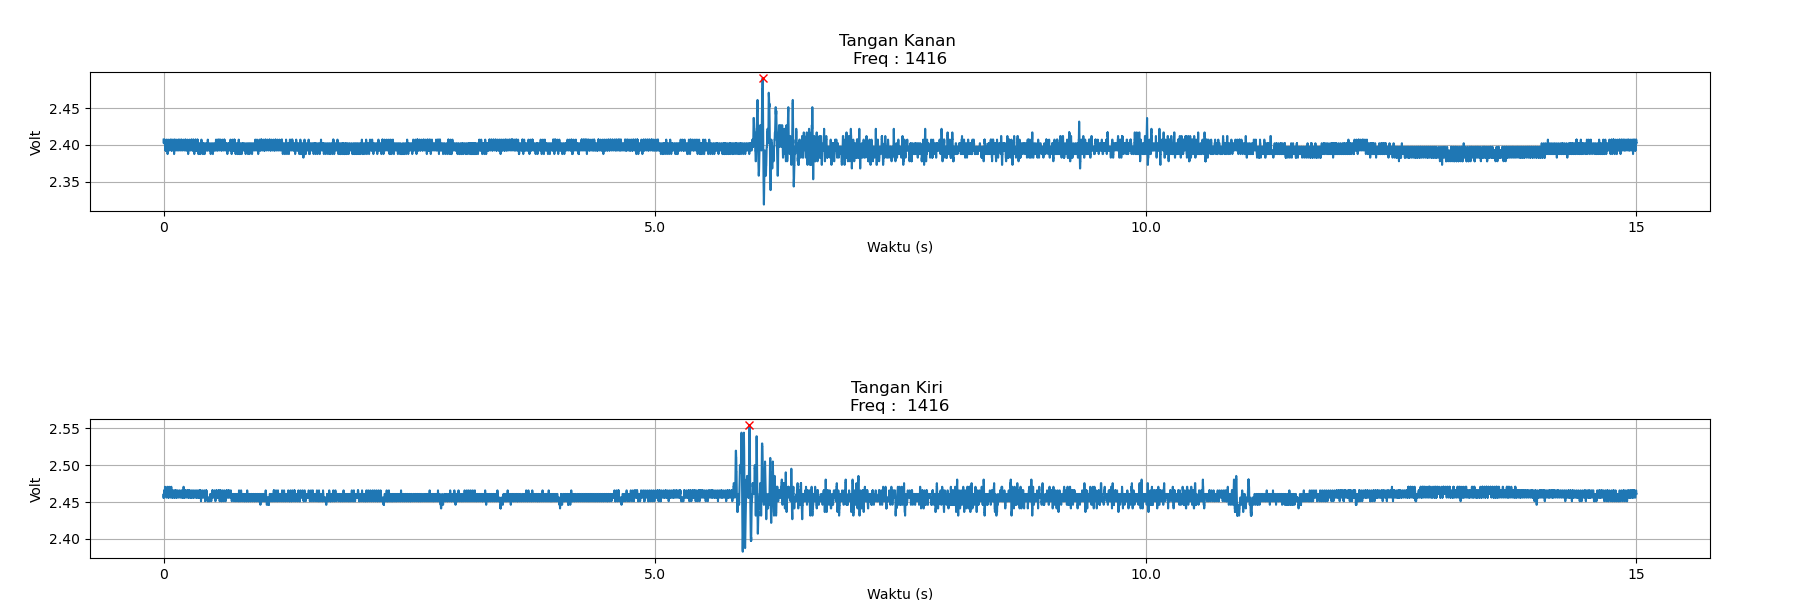 Tangan Kanan
Freq : 1416
Volt
2.45
2.40
2.35
0 5.0 10.0 15
Waktu (s)
Tangan Kiri
Freq :  1416
Volt
2.55
2.50
2.45
2.40
0 5.0 10.0 15
Waktu (s)